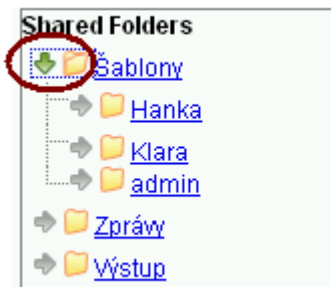 Shared Folders
Šablony
Hanka
Klara
admin
Zprávy
Výstup